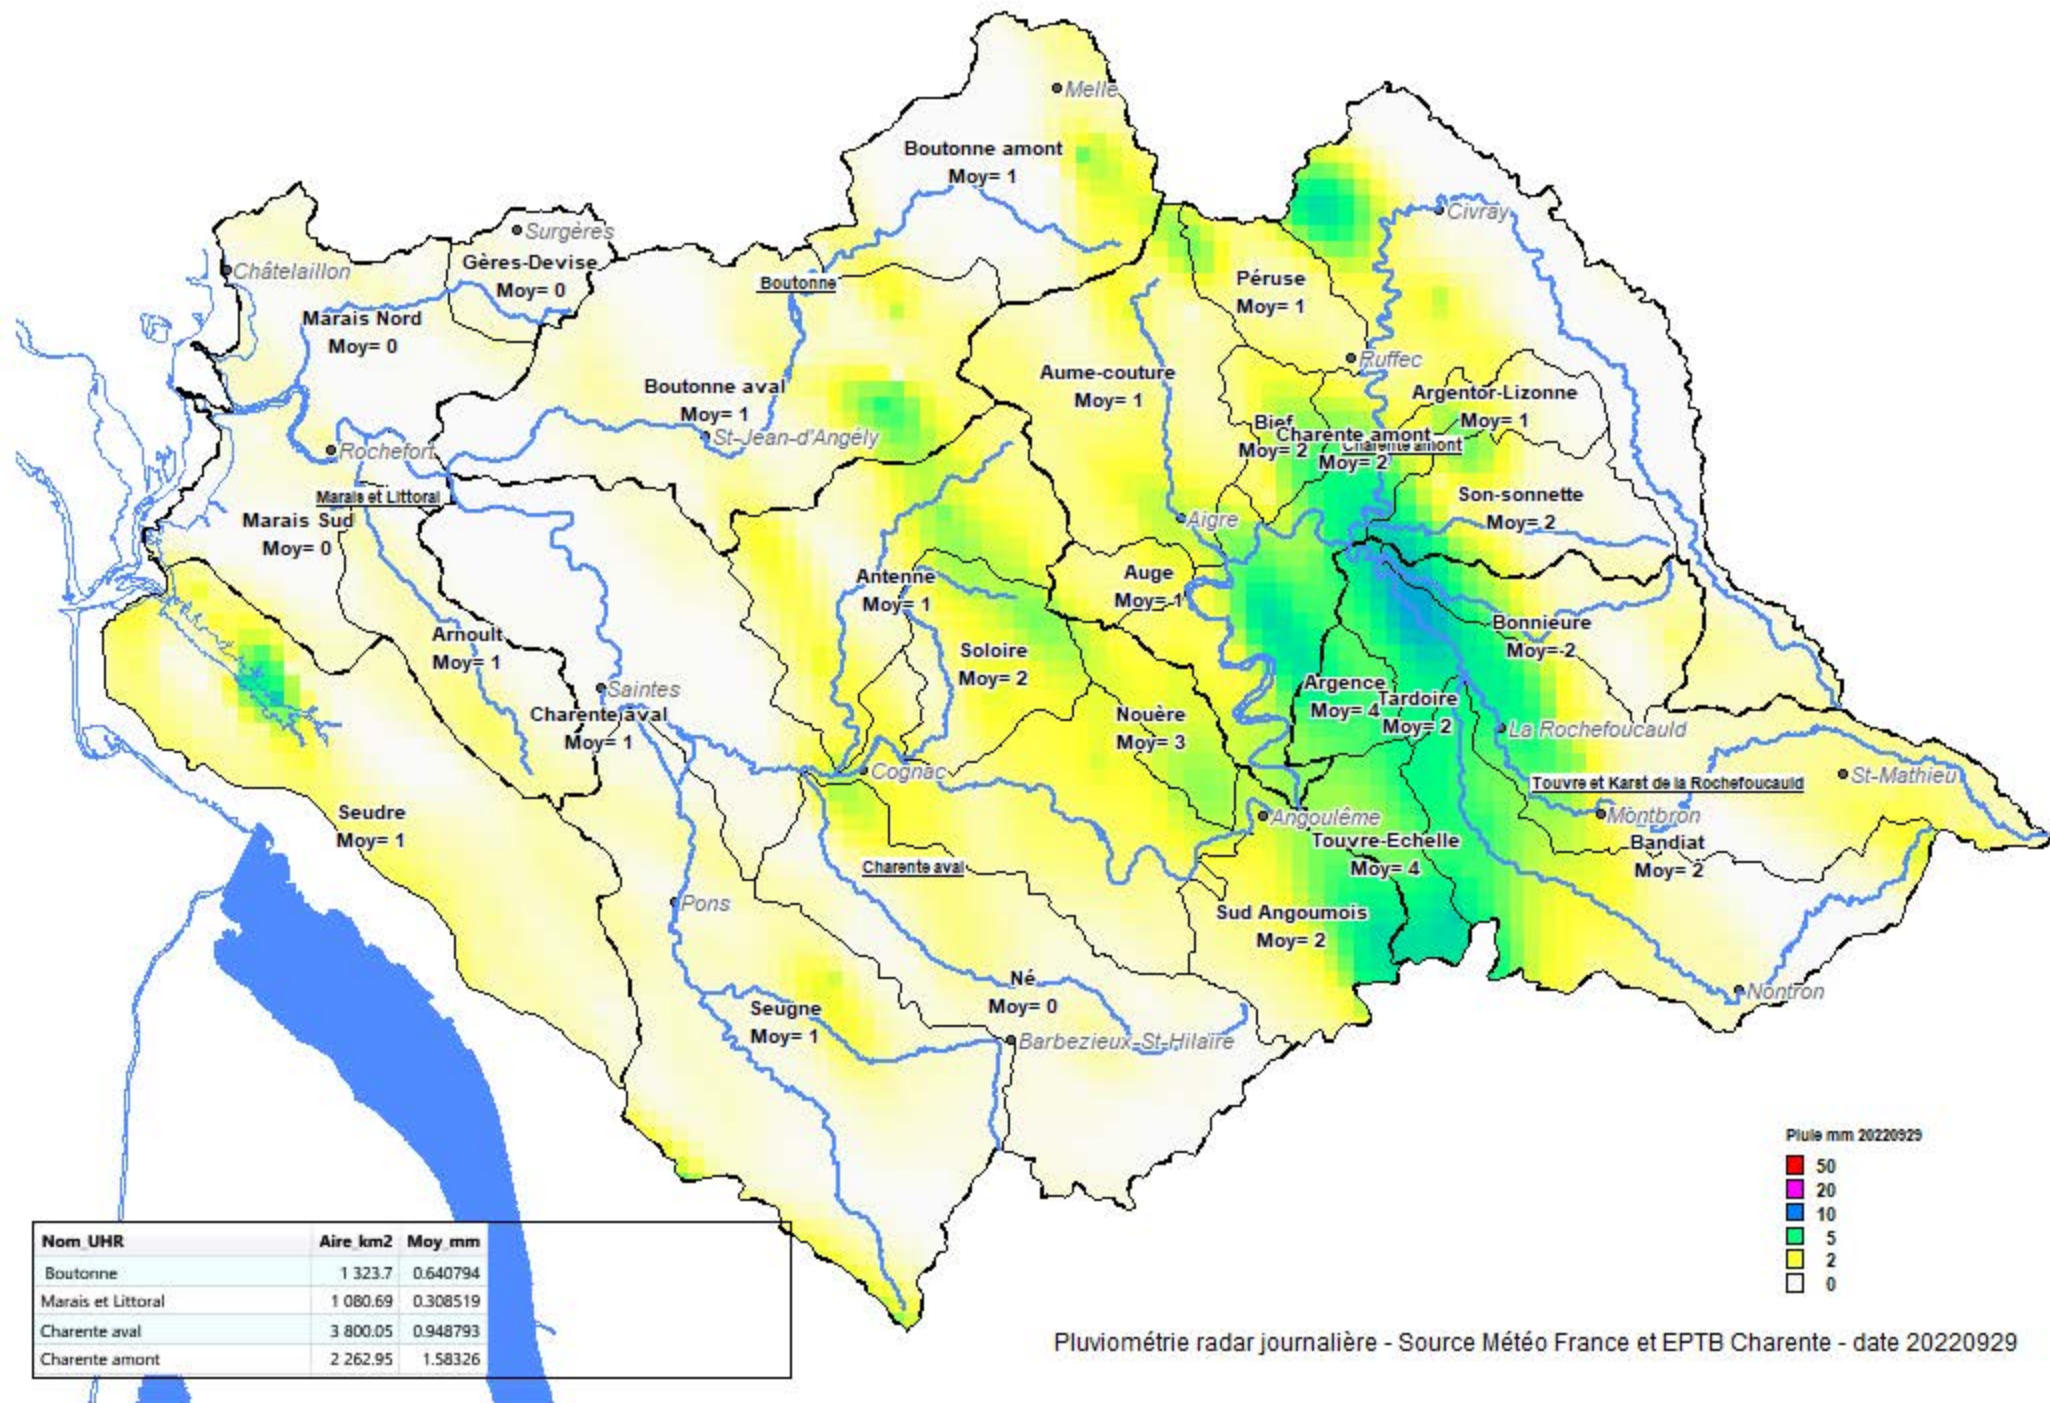 Melle
Boutonne amont
Moy= 1
Civray
Surgères
Châtelaillon
Gères-Devise
Moy= 0
Boutonne
Péruse
Moy= 1
Marais Nord
Moy= 0
Ruffec
Aume-couture
Moy= 1
Boutonne aval
Moy= 1
Argentor-Lizonne
Moy= 1
St-Jean-d'Angély
Bief
Moy= 2
Charente amont
Moy= 2
Charente amont
Rochefort
Marais et Littoral
Son-sonnette
Moy= 2
Marais Sud
Moy= 0
Aigre
Antenne
Moy= 1
Auge
Moy= 1
Bonnieure
Moy= 2
Arnoult
Moy= 1
Soloire
Moy= 2
Saintes
Argence
Moy= 4
Tardoire
Moy= 2
Charente aval
Moy= 1
Nouère
Moy= 3
La Rochefoucauld
Cognac
Touvre et Karst de la Rochefoucauld
St-Mathieu
Seudre
Moy= 1
Angoulême
Montbron
Touvre-Echelle
Moy= 4
Bandiat
Moy= 2
Charente aval
Pons
Sud Angoumois
Moy= 2
Né
Moy= 0
Nontron
Seugne
Moy= 1
Barbezieux-St-Hilaire
Pluie mm 20220929
50
20
10
5
2
0
Nom_UHR Aire_km2 Moy_mm
Boutonne 1 323.7 0.640794
Marais et Littoral 1 080.69 0.308519
Charente aval 3 800.05 0.948793
Charente amont 2 262.95 1.58326
Pluviométrie radar journalière - Source Météo France et EPTB Charente - date 20220929